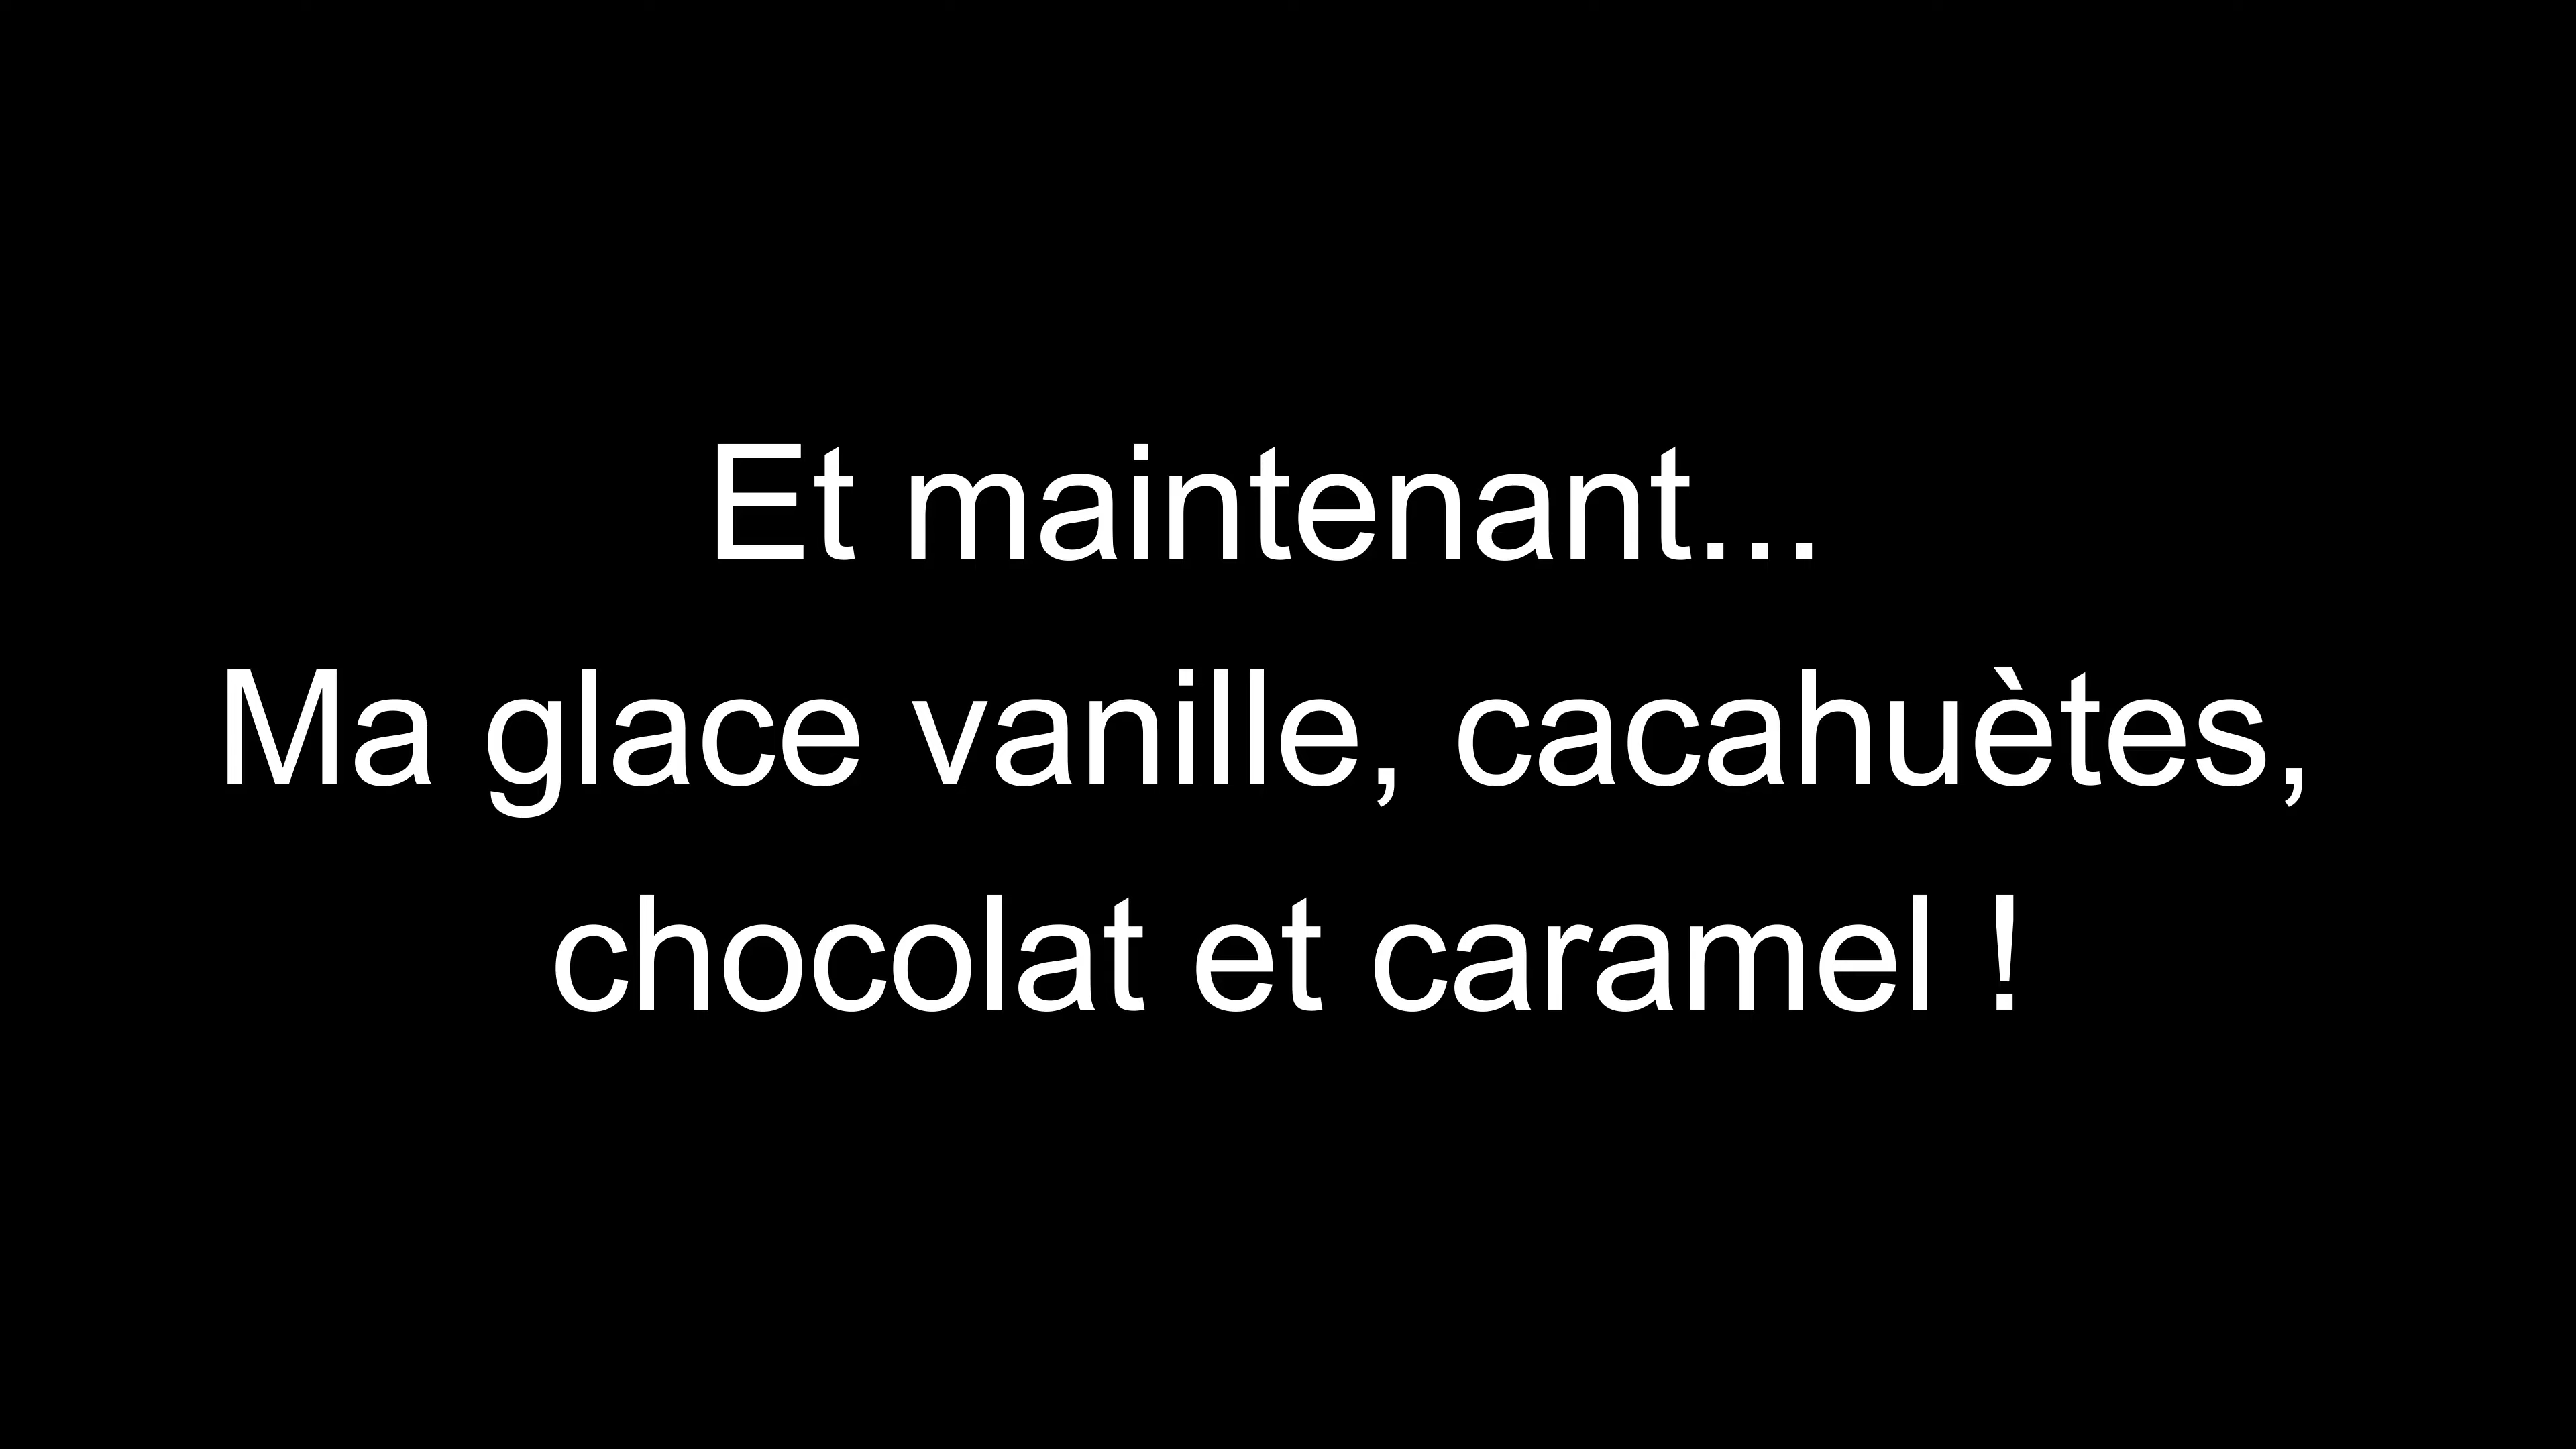 Et maintenant...
Ma glace vanille, cacahuètes,
chocolat et caramel !